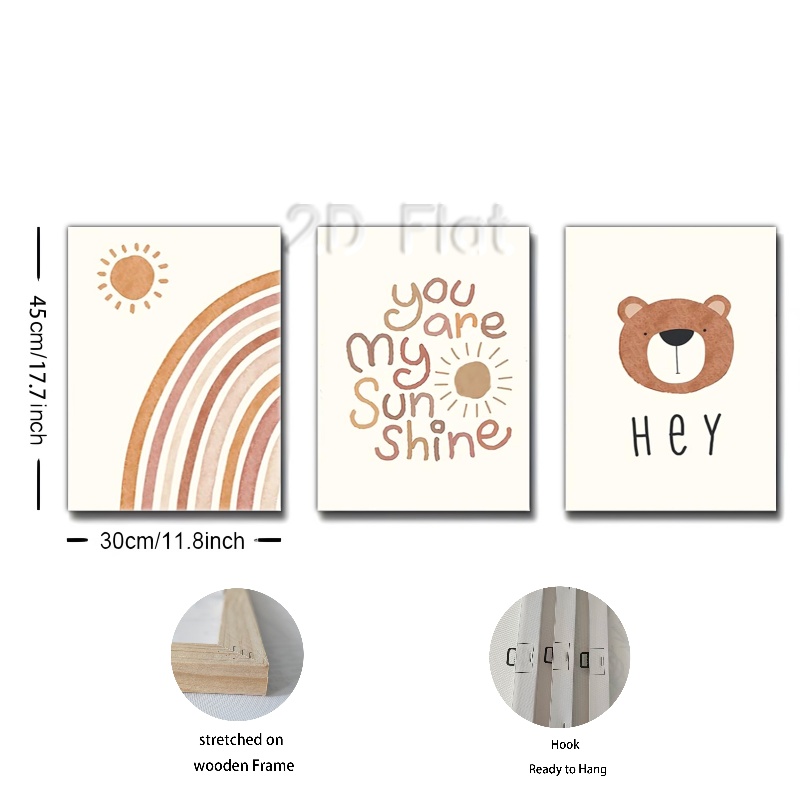 2D Flat
45cm/17.7inch
you
are
My
Sun
shine
HeY
30cm/11.8inch
stretched on
wooden Frame
Hook
Ready to Hang